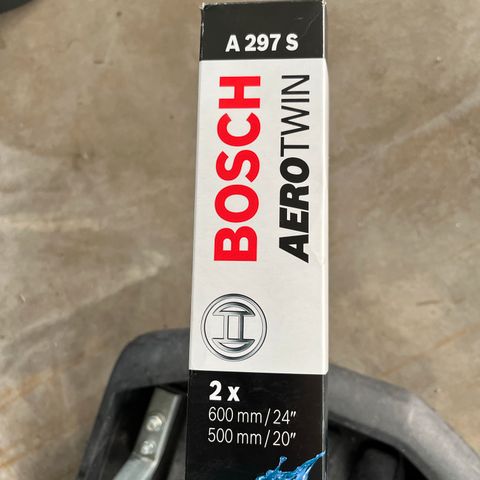 A 297 S
BOSCH
AEROTWIN
2 x
600 mm/24"
500 mm/20"